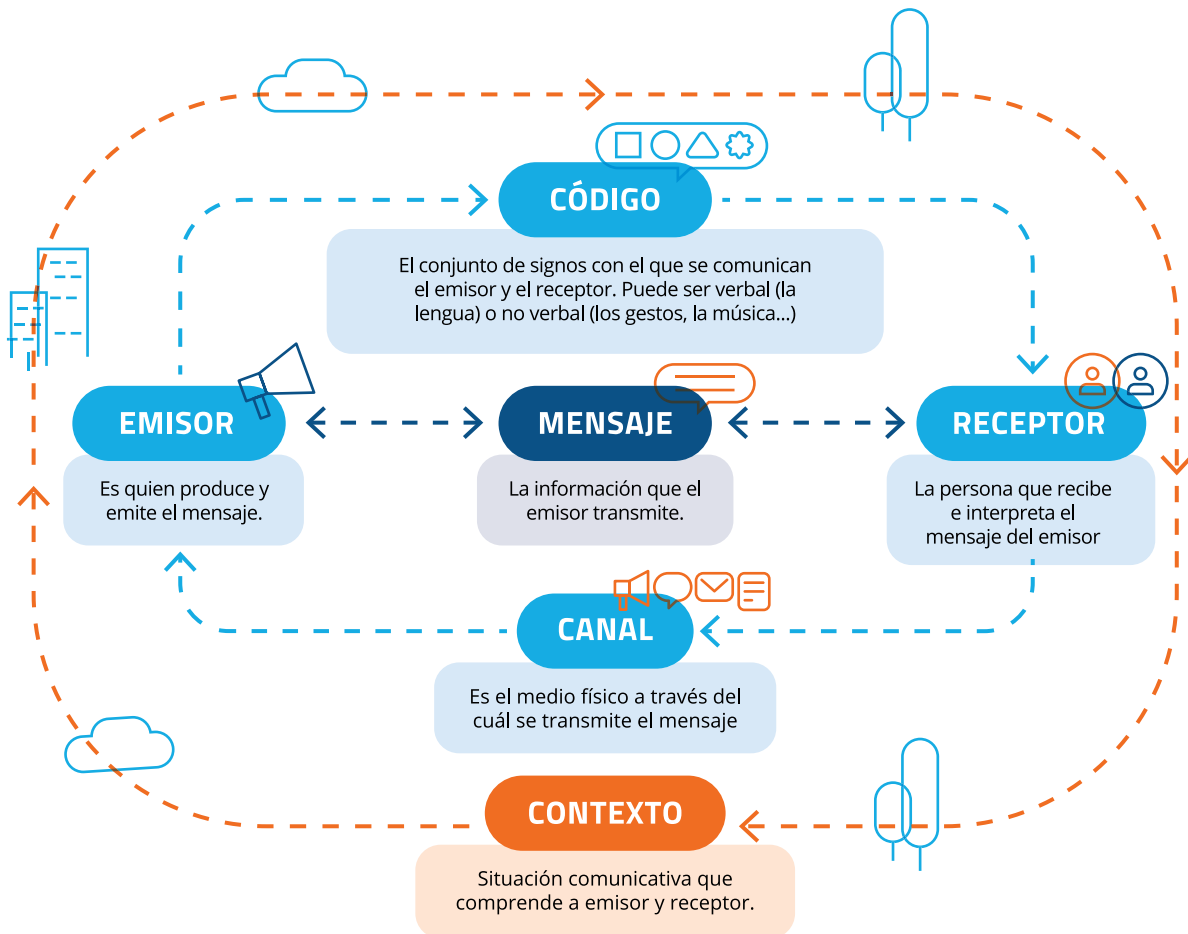 CÓDIGO
El conjunto de signos con el que se comunican
el emisor y el receptor. Puede ser verbal (la
lengua) o no verbal (los gestos, la música...)
EMISOR
Es quien produce y
emite el mensaje.
MENSAJE
La información que el
emisor transmite.
RECEPTOR
La persona que recibe
e interpreta el
mensaje del emisor
CANAL
Es el medio físico a través del
cuál se transmite el mensaje
CONTEXTO
Situación comunicativa que
comprende a emisor y receptor.